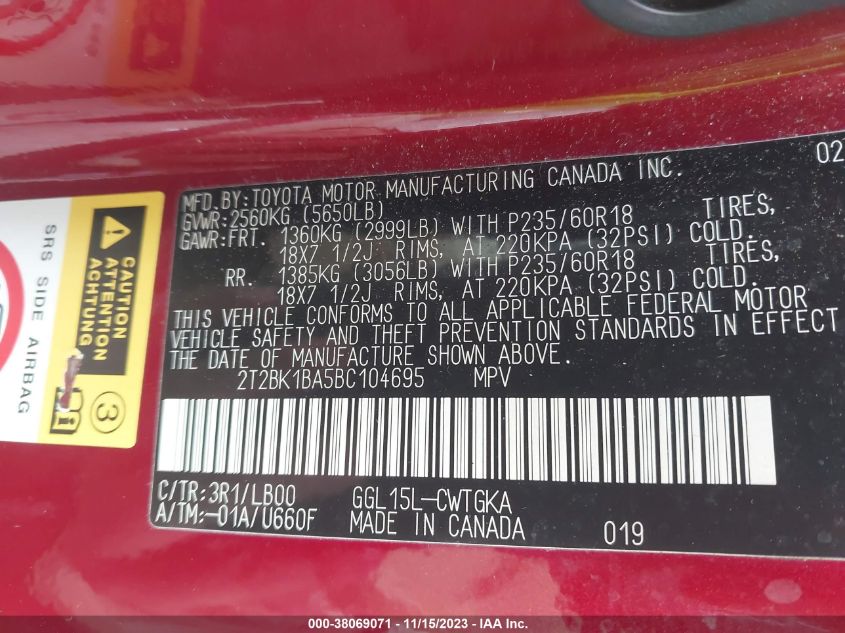 02
MFD.BY:TOYOTA MOTOR MANUFACTURING CANADA INC.
GVWR:2560KG (5650LB)
GAWR:FRT. 1360KG (2999LB) WITH P235/60R18 TIRES,
18X7 1/2J RIMS, AT 220KPA (32PSI) COLD.
RR. 1385KG (3056LB) WITH P235/60R18 TIRES,
18X7 1/2J RIMS, AT 220KPA (32PSI) COLD.
THIS VEHICLE CONFORMS TO ALL APPLICABLE FEDERAL MOTOR
VEHICLE SAFETY AND THEFT PREVENTION STANDARDS IN EFFECT
THE DATE OF MANUFACTURE SHOWN ABOVE.
2T2BK1BA5BC104695 MPV
C/TR:3R1/LB00 GGL15L-CWTGKA
A/TM:-01A/U660F MADE IN CANADA 019
SRS SIDE AIRBAG
CAUTION
ATTENTION
ACHTUNG
3
000-38069071 - 11/15/2023 - IAA Inc.